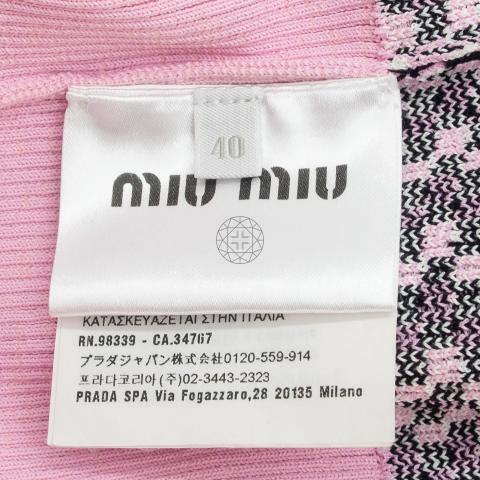 40
miu miu
ΚΑΤΑΣΚΕΥΑΖΕΤΑΙ ΣΤΗΝ ΙΤΑΛΙΑ
RN.98339 - CA.34767
プラダジャパン株式会社0120-559-914
프라다코리아(주)02-3443-2323
PRADA SPA Via Fogazzaro,28 20135 Milano